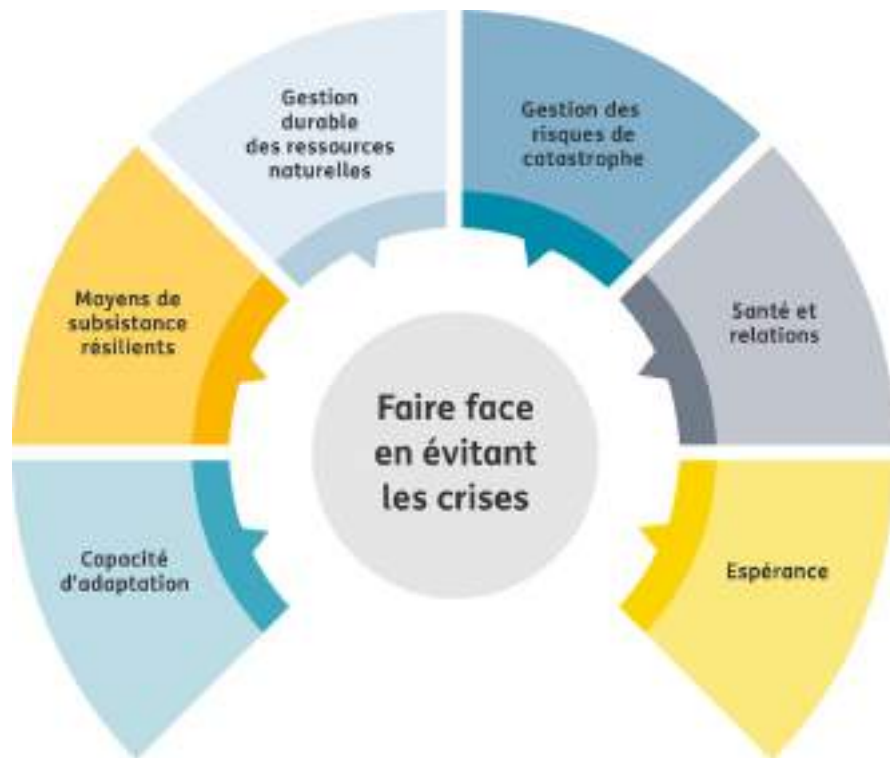 Gestion
durable
des ressources
naturelles
Gestion des
risques de
catastrophe
Moyens de
subsistance
résilients
Santé et
relations
Faire face
en évitant
les crises
Capacité
d'adaptation
Espérance